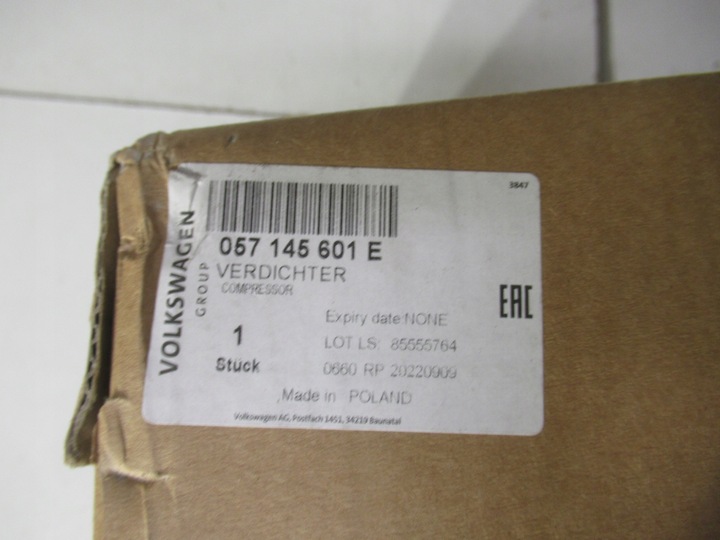 3847
VOLKSWAGEN
GROUP
057 145 601 E
VERDICHTER
COMPRESSOR
EAC
Expiry date:NONE
1
Stück
LOT LS: 85555764
0660 RP 20220909
Made in POLAND
Volkswagen AG, Postfach 1451, 34219 Baunatal